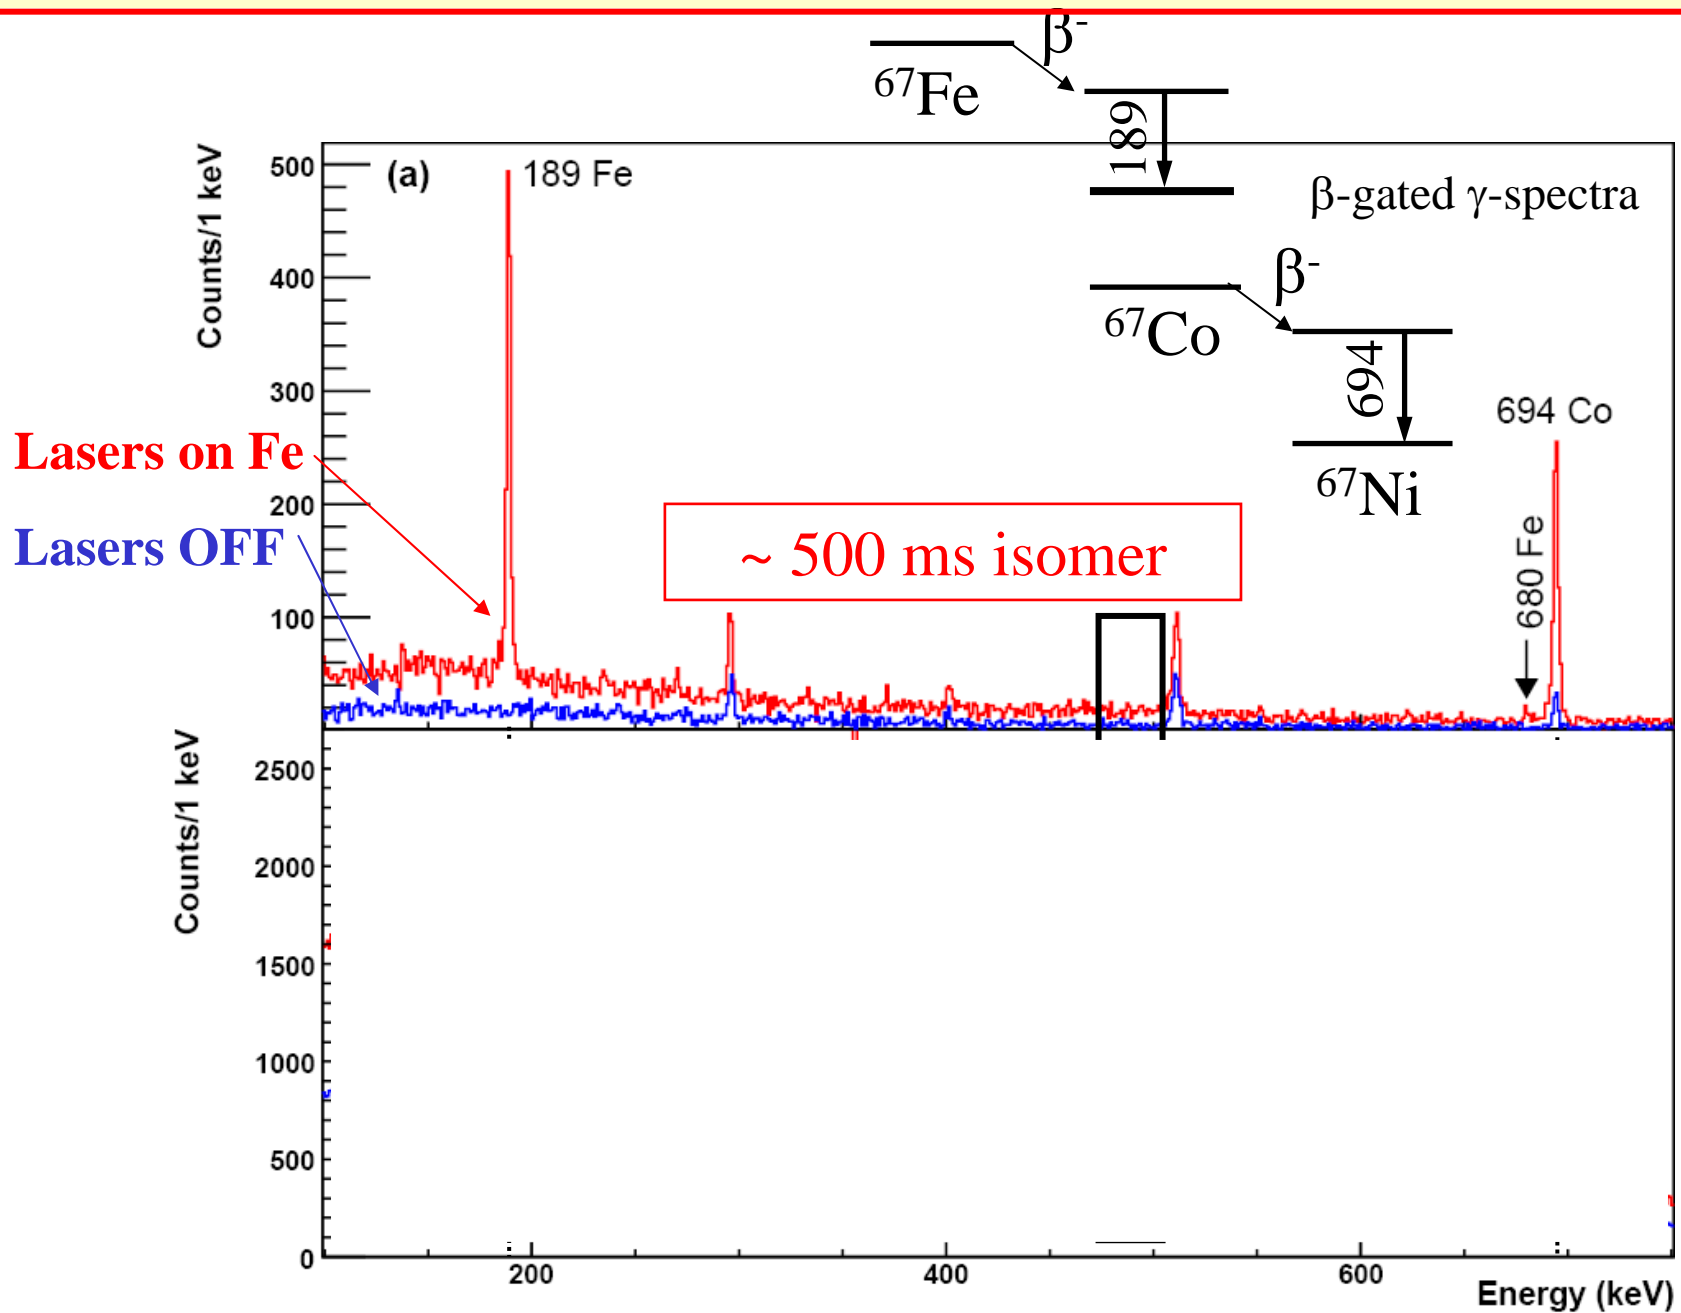 β-
⁶⁷Fe
189
β-gated γ-spectra
β-
⁶⁷Co
694
⁶⁷Ni
(a)
189 Fe
694 Co
680 Fe
Lasers on Fe
Lasers OFF
~ 500 ms isomer
Counts/1 keV
500
400
300
200
100
Counts/1 keV
2500
2000
1500
1000
500
0
200 400 600
Energy (keV)